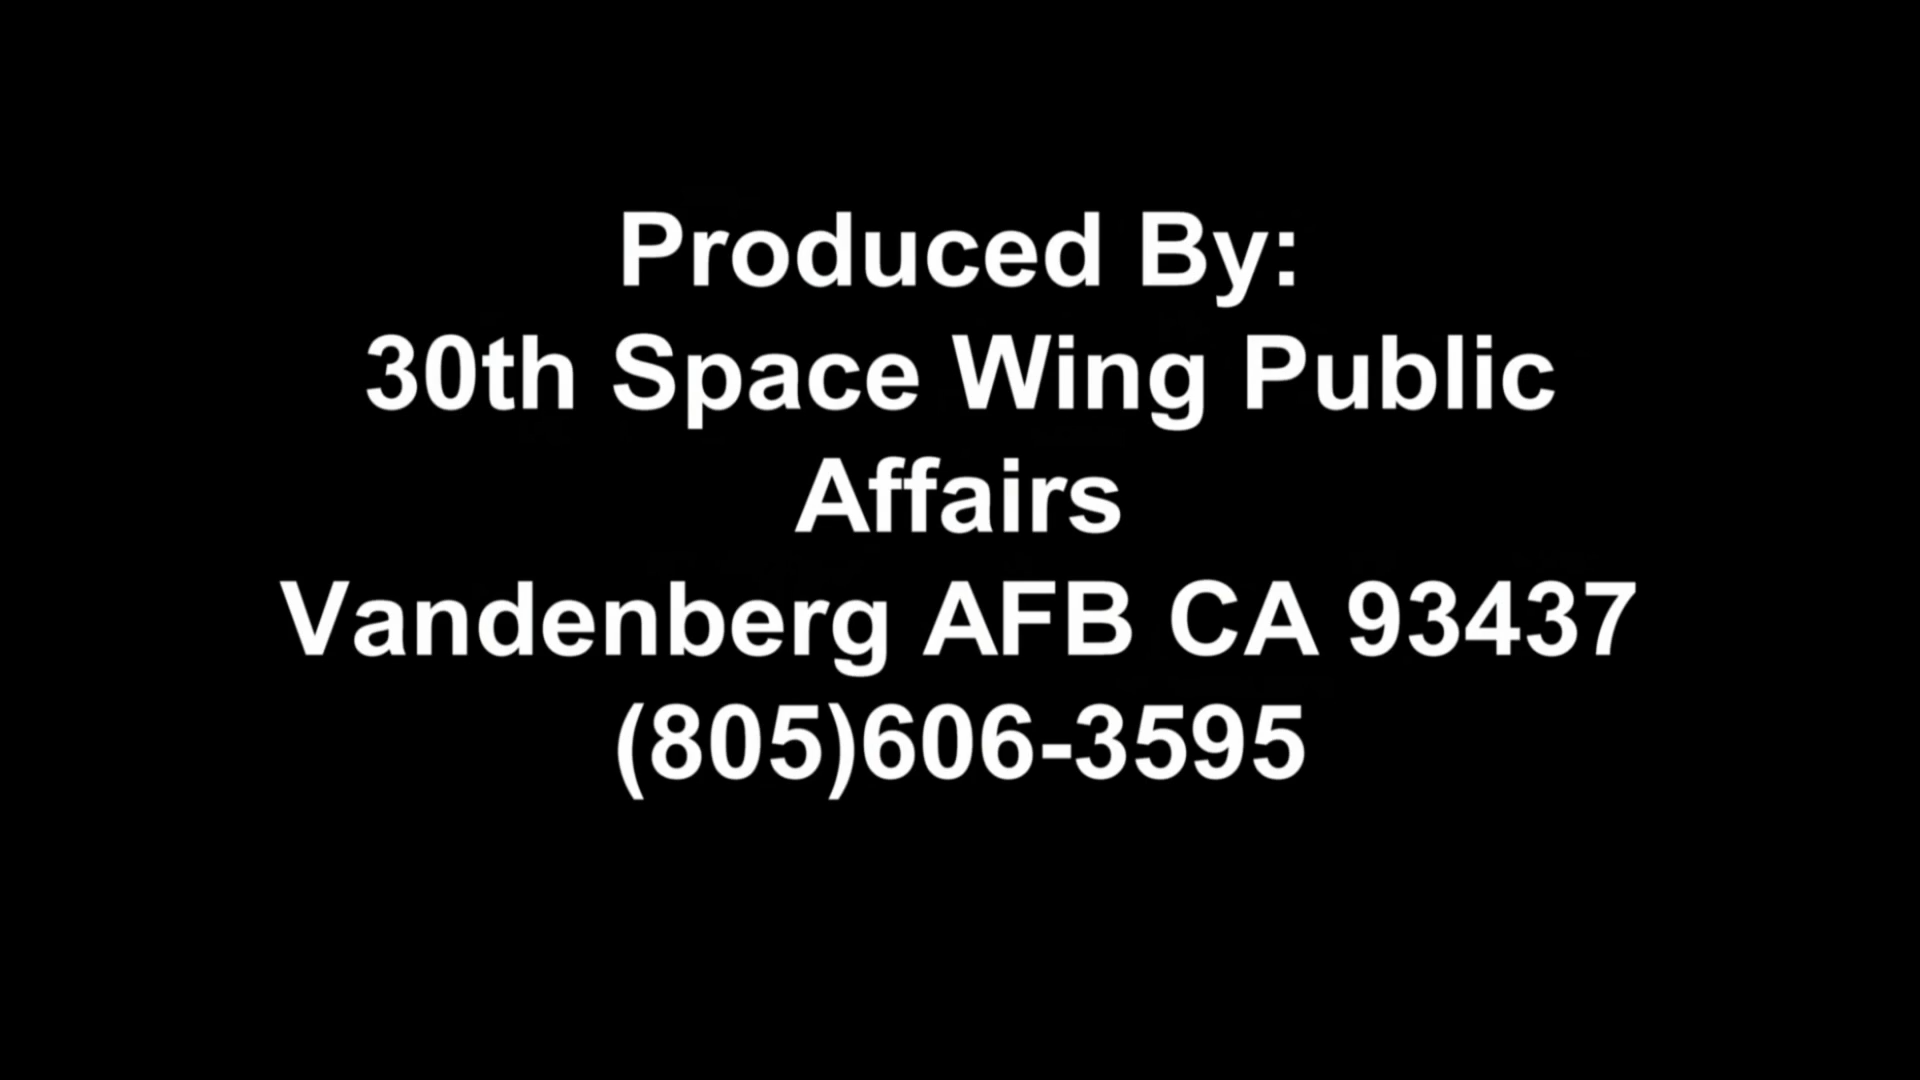 Produced By:
30th Space Wing Public
Affairs
Vandenberg AFB CA 93437
(805)606-3595